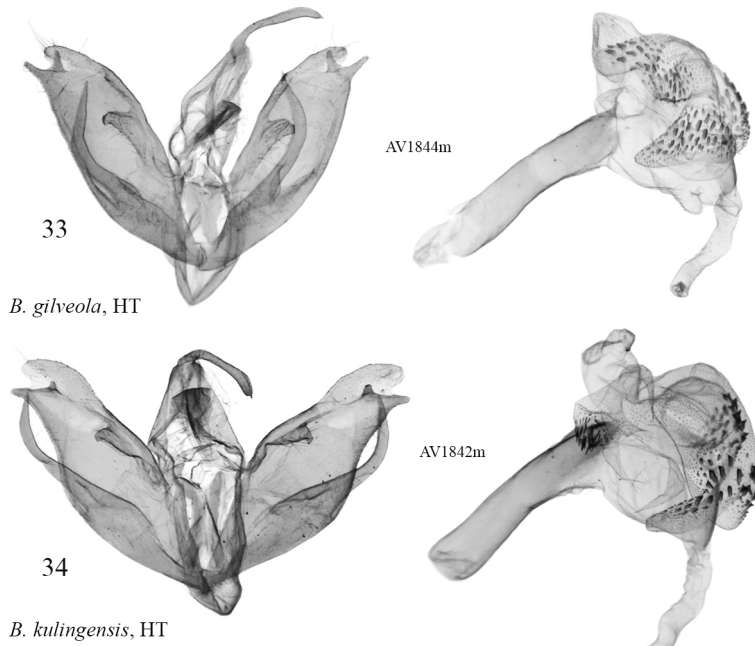 AV1844m
33
B. gilveola, HT
AV1842m
34
B. kulingensis, HT